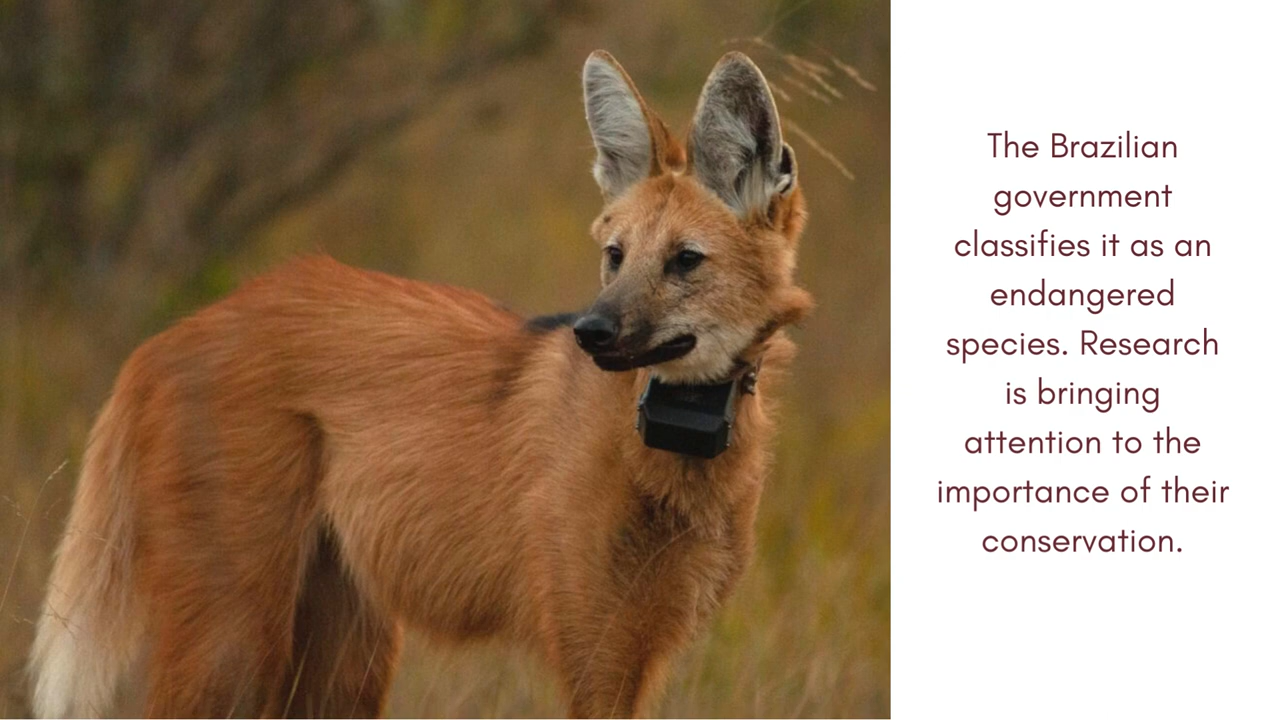 The Brazilian
government
classifies it as an
endangered
species. Research
is bringing
attention to the
importance of their
conservation.